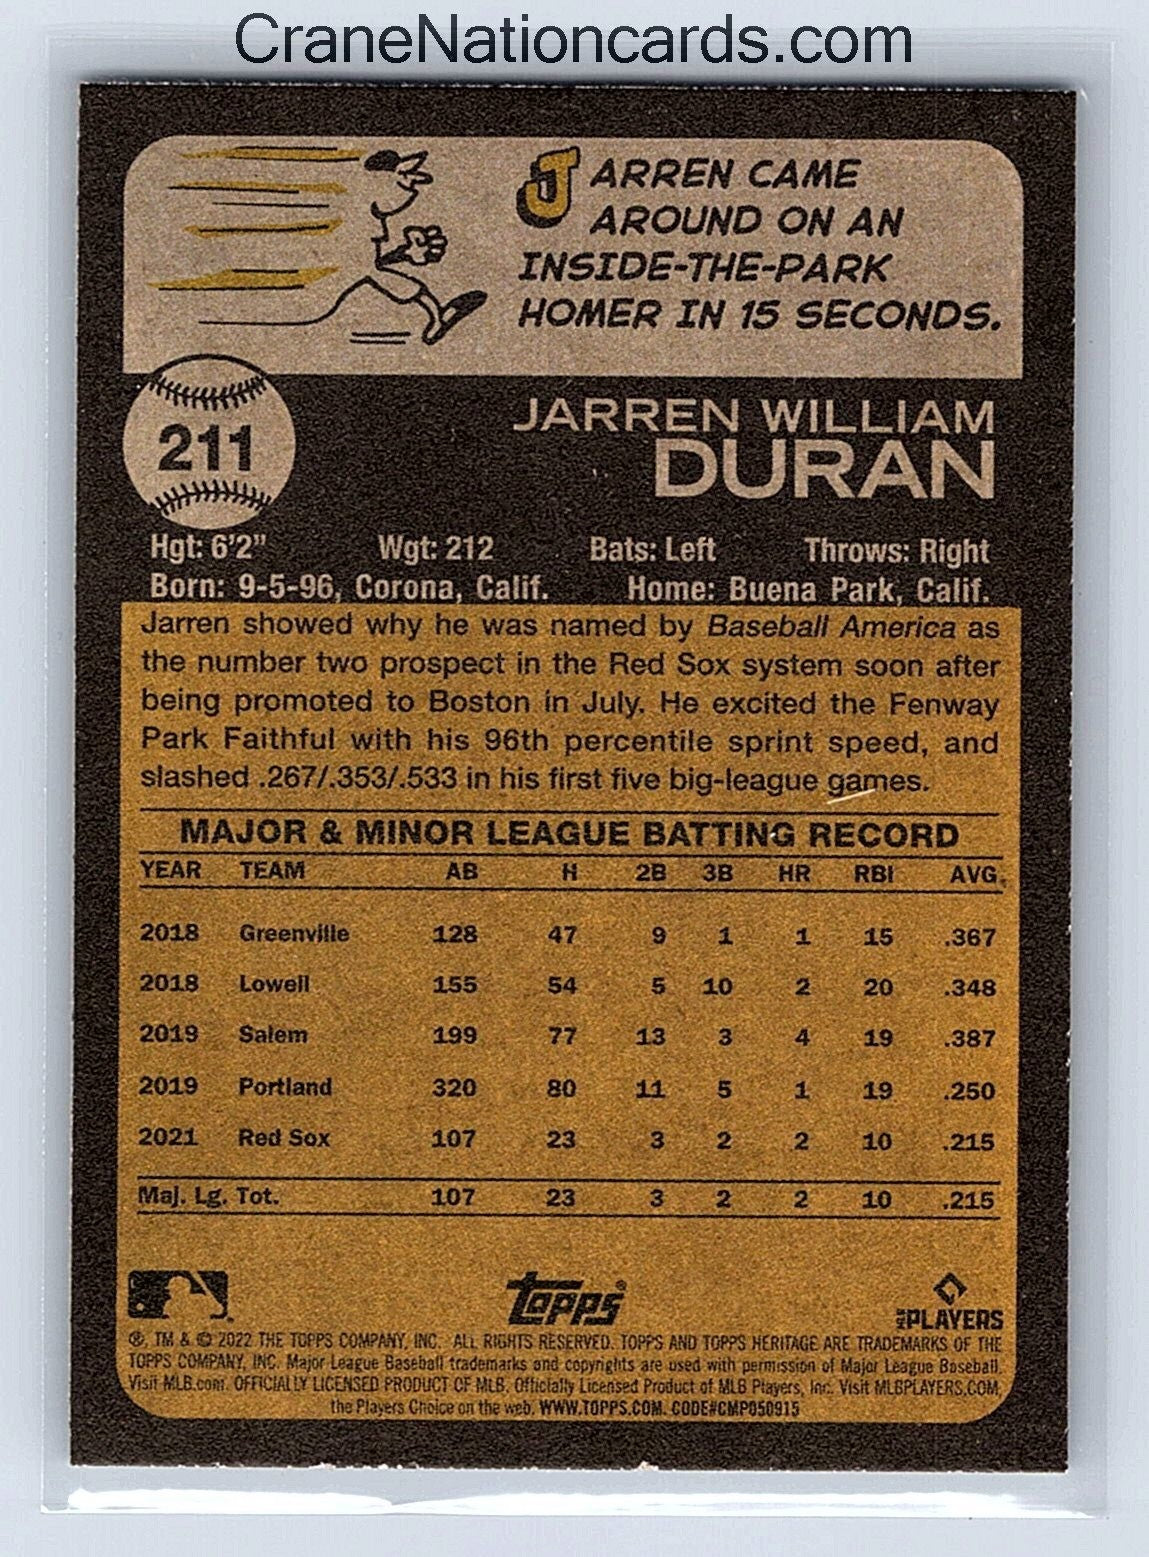 CraneNationcards.com
JARREN CAME
AROUND ON AN
INSIDE-THE-PARK
HOMER IN 15 SECONDS.
211
JARREN WILLIAM
DURAN
Hgt: 6'2" Wgt: 212 Bats: Left Throws: Right
Born: 9-5-96, Corona, Calif. Home: Buena Park, Calif.
Jarren showed why he was named by Baseball America as
the number two prospect in the Red Sox system soon after
being promoted to Boston in July. He excited the Fenway
Park Faithful with his 96th percentile sprint speed, and
slashed .267/.353/.533 in his first five big-league games.
MAJOR & MINOR LEAGUE BATTING RECORD
YEAR TEAM AB H 2B 3B HR RBI AVG.
2018 Greenville 128 47 9 1 1 15 .367
2018 Lowell 155 54 5 10 2 20 .348
2019 Salem 199 77 13 3 4 19 .387
2019 Portland 320 80 11 5 1 19 .250
2021 Red Sox 107 23 3 2 2 10 .215
Maj. Lg. Tot. 107 23 3 2 2 10 .215
Topps®
MLB PLAYERS
®, TM & © 2022 THE TOPPS COMPANY, INC. ALL RIGHTS RESERVED. TOPPS AND TOPPS HERITAGE ARE TRADEMARKS OF THE
TOPPS COMPANY, INC. Major League Baseball trademarks and copyrights are used with permission of Major League Baseball.
Visit MLB.com. OFFICIALLY LICENSED PRODUCT OF MLB. Officially Licensed Product of MLB Players, Inc. Visit MLBPLAYERS.COM,
the Players Choice on the web. WWW.TOPPS.COM. CODE#CMP050915